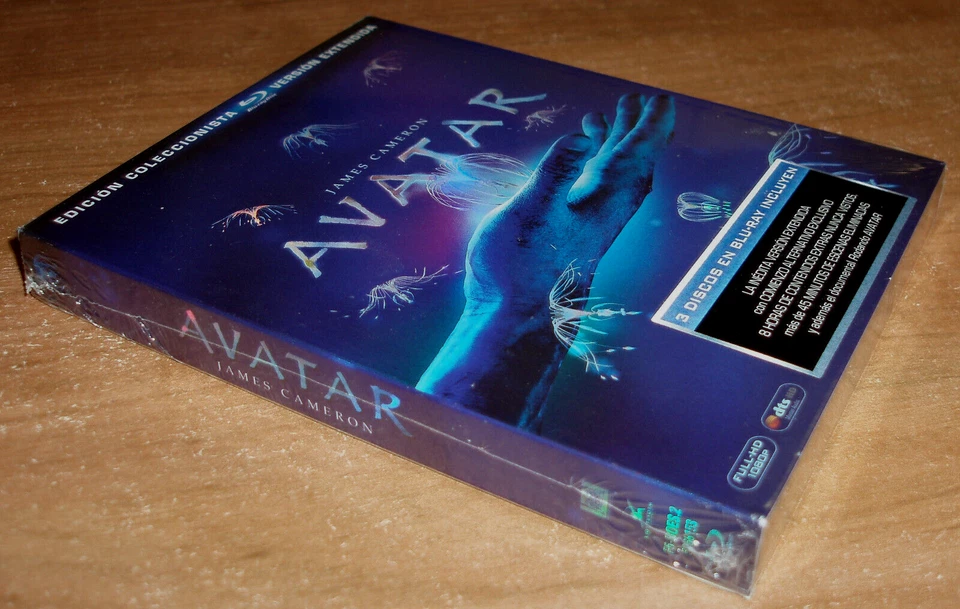 EDICIÓN COLECCIONISTA VERSIÓN EXTENDIDA
JAMES CAMERON
AVATAR
3 DISCOS EN BLU-RAY INCLUYEN
LA INÉDITA VERSIÓN EXTENDIDA
con COMIENZO ALTERNATIVO EXCLUSIVO
8 HORAS DE CONTENIDOS EXTRAS NUNCA VISTOS
más de 45 MINUTOS DE ESCENAS ELIMINADAS
y además el documental Rodando AVATAR
dts
FULL-HD
1080P
AVATAR
JAMES CAMERON